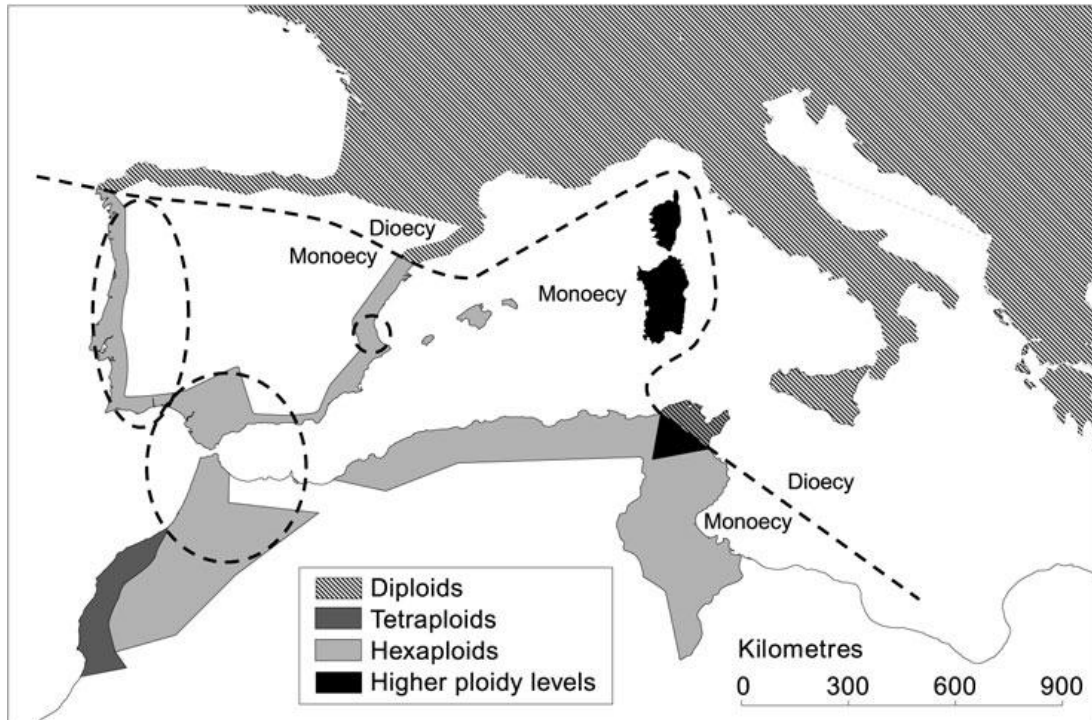 Dioecy
Monoecy
Monoecy
Dioecy
Monoecy
Diploids
Tetraploids
Hexaploids
Higher ploidy levels
Kilometres
0 300 600 900